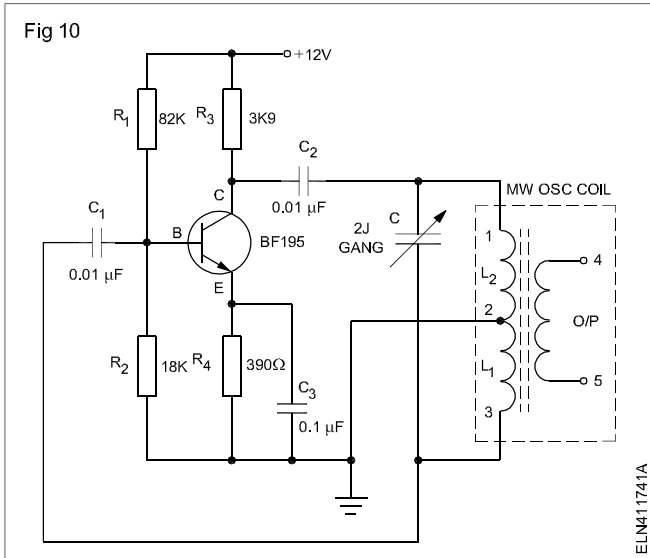 Fig 10
+12V
R1
82K
R3
3K9
C2
0.01 µF
C
MW OSC COIL
C1
0.01 µF
B
BF195
E
2J
GANG
C
1
L2
2
L1
3
4
O/P
5
R2
18K
R4
390Ω
C3
0.1 µF
ELN411741A